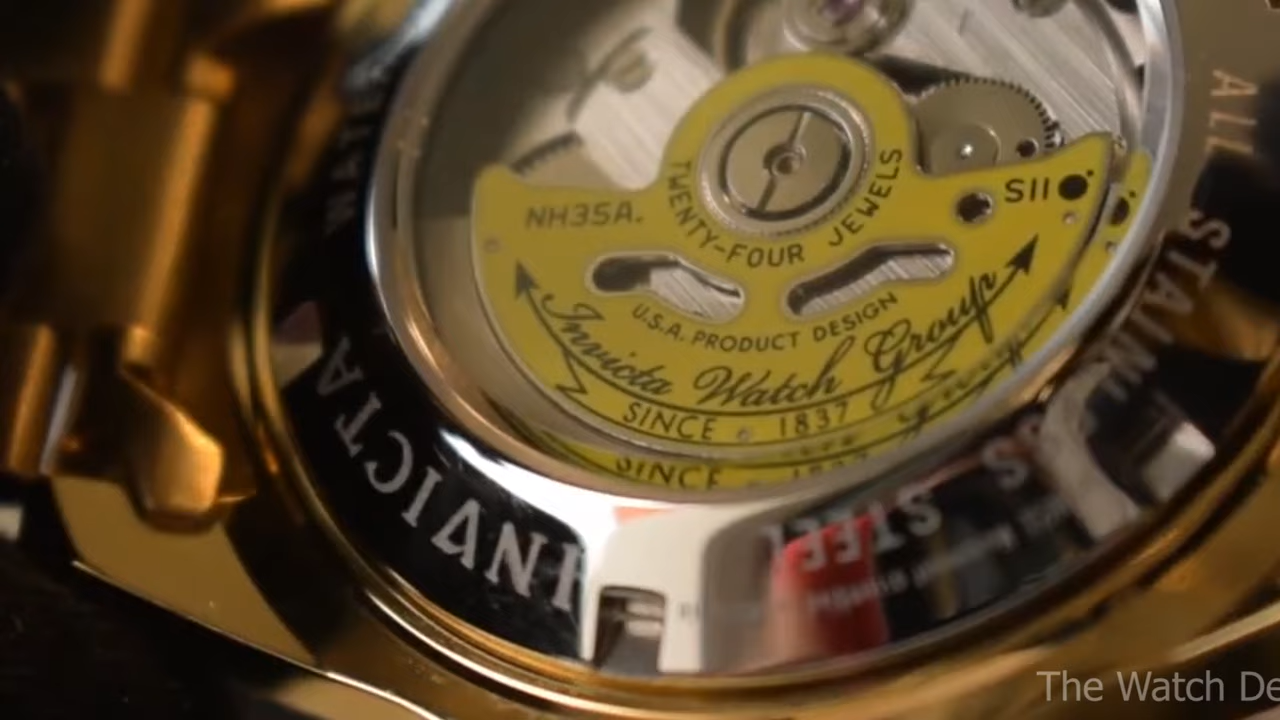 NH35A.
TWENTY-FOUR JEWELS
SII
U.S.A. PRODUCT DESIGN
Invicta Watch Group
SINCE 1837
SINCE
INVICTA
ALL STAINLESS STEEL
The Watch De